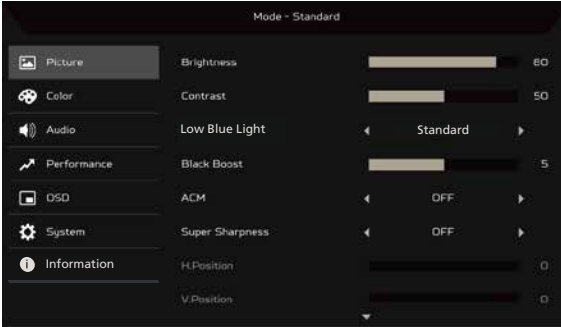 Mode - Standard
Picture
Brightness 80
Color
Contrast 50
Audio
Low Blue Light Standard
Performance
Black Boost 5
OSD
ACM OFF
System
Super Sharpness OFF
Information
H.Position 0
V.Position 0